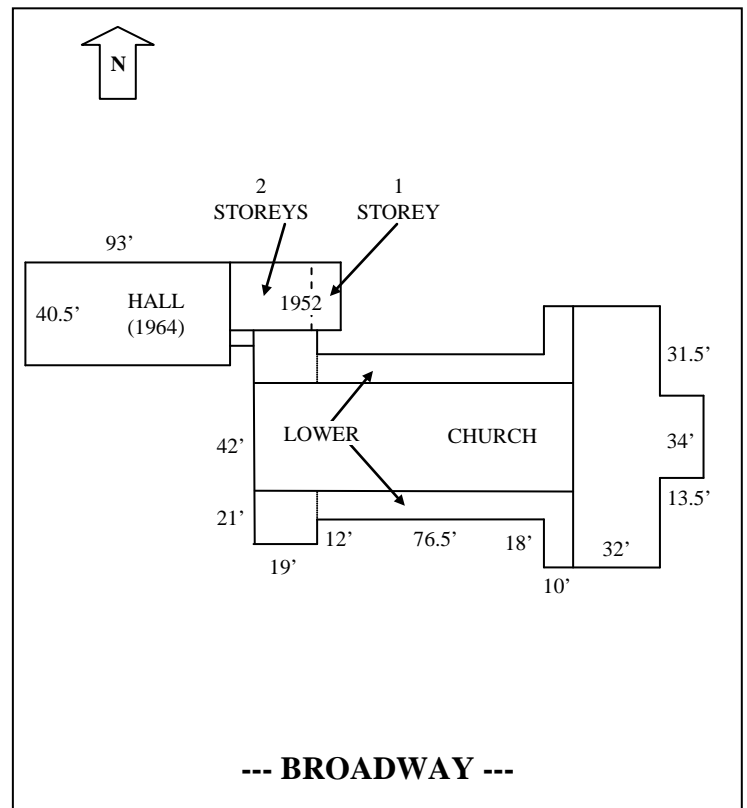 N
2
STOREYS
1
STOREY
93’
40.5’
HALL
(1964)
1952
31.5’
42’
LOWER
CHURCH
34’
21’
13.5’
12’
76.5’
18’
32’
19’
10’
--- BROADWAY ---